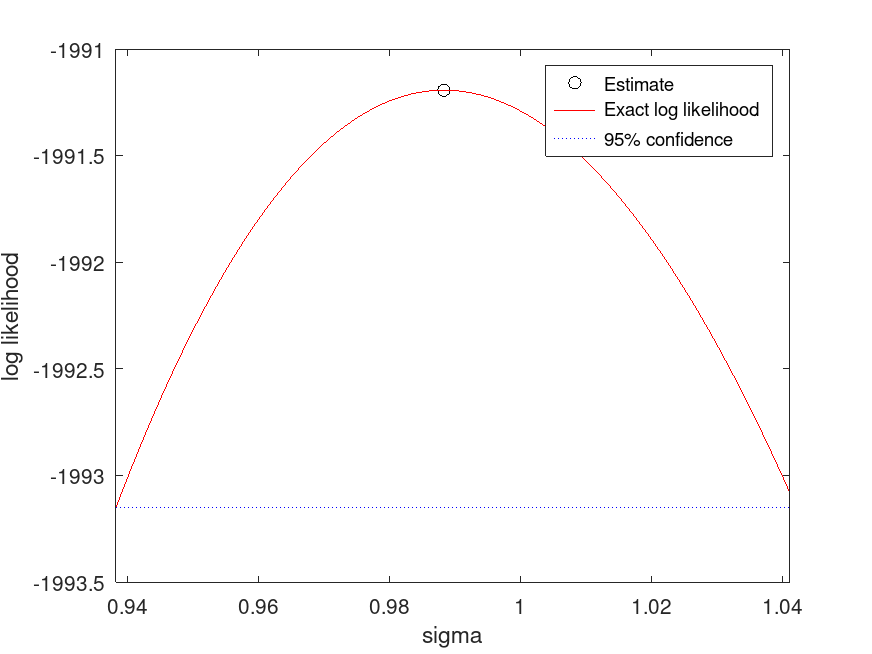 -1991
-1991.5
-1992
-1992.5
-1993
-1993.5
log likelihood
Estimate
Exact log likelihood
95% confidence
0.94 0.96 0.98 1 1.02 1.04
sigma